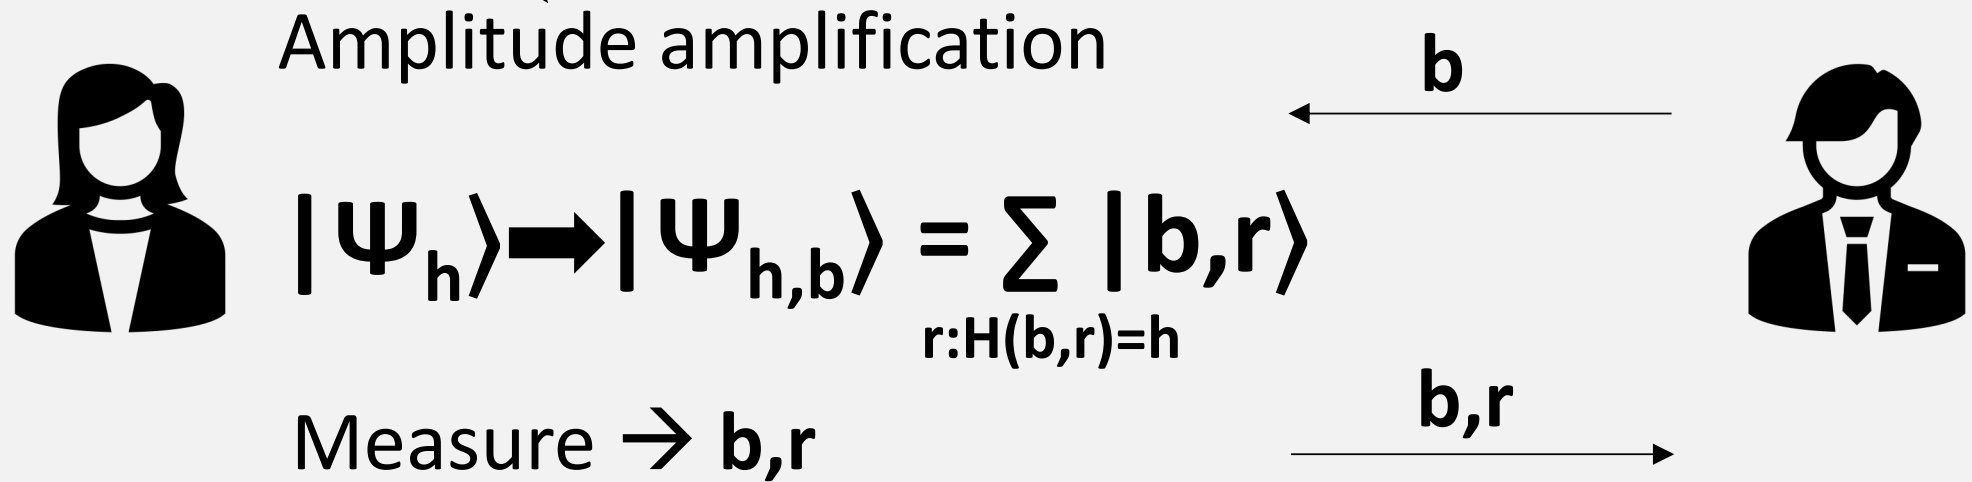 Amplitude amplification
b
|Ψh⟩➡|Ψh,b⟩ = ∑ |b,r⟩
r:H(b,r)=h
b,r
Measure → b,r